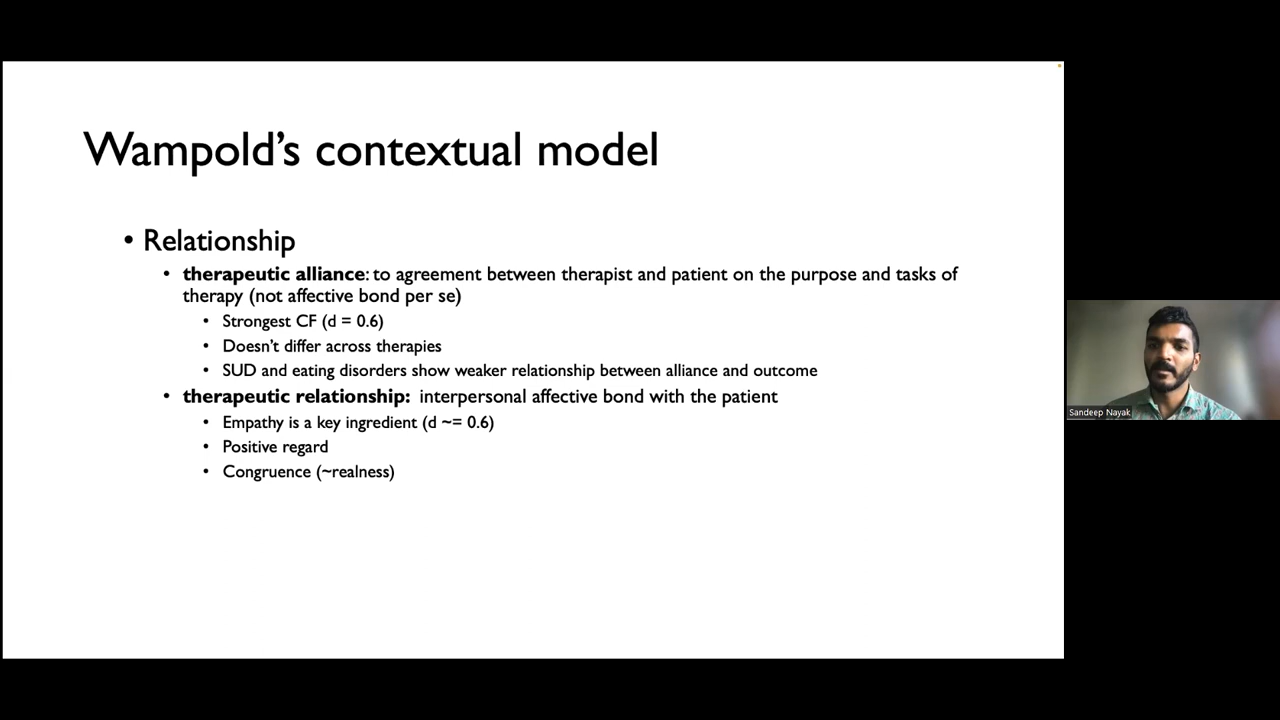 Wampold’s contextual model
• Relationship
• therapeutic alliance: to agreement between therapist and patient on the purpose and tasks of
therapy (not affective bond per se)
• Strongest CF (d = 0.6)
• Doesn’t differ across therapies
• SUD and eating disorders show weaker relationship between alliance and outcome
• therapeutic relationship: interpersonal affective bond with the patient
• Empathy is a key ingredient (d ~= 0.6)
• Positive regard
• Congruence (~realness)
Sandeep Nayak